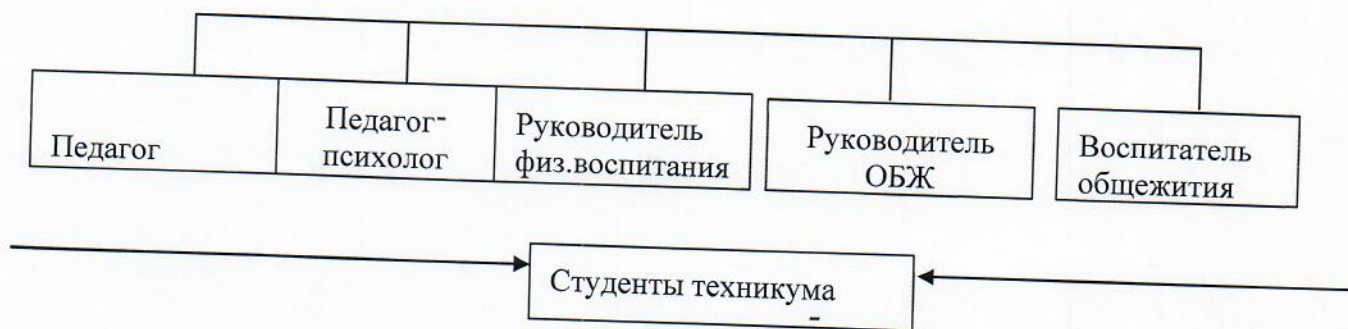 Педагог
Педагог-
психолог
Руководитель
физ.воспитания
Руководитель
ОБЖ
Воспитатель
общежития
Студенты техникума